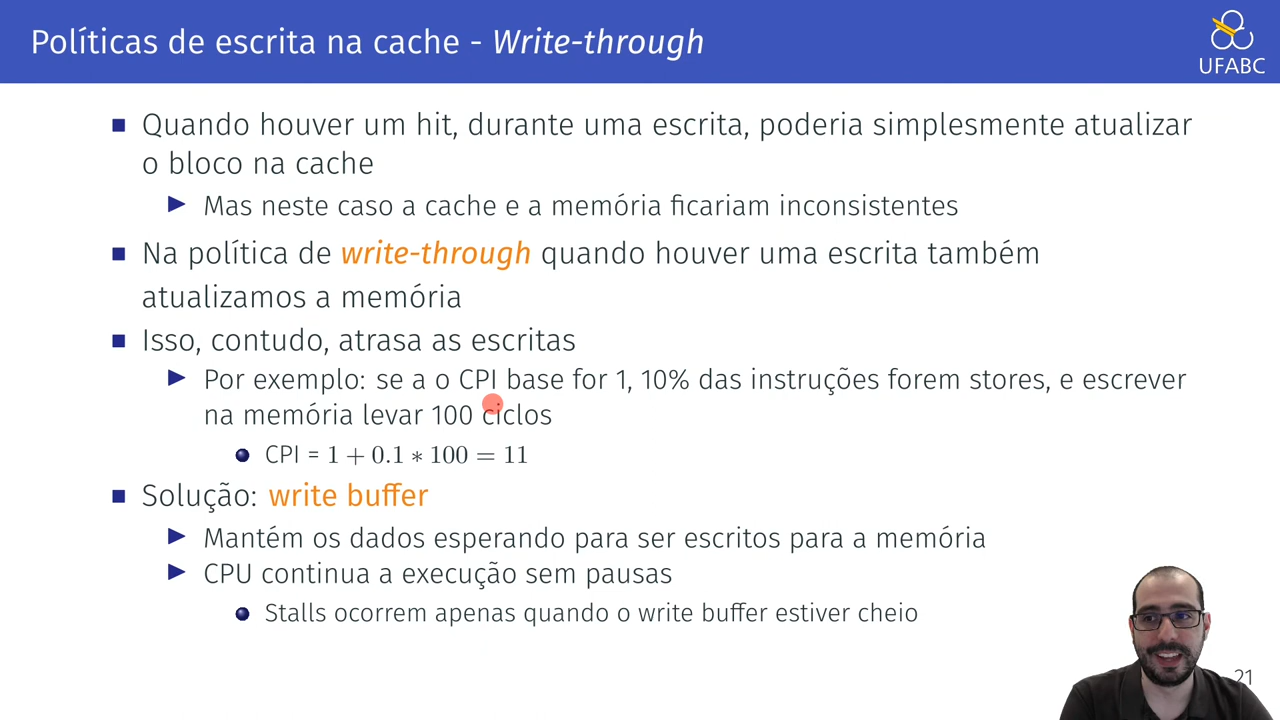 Políticas de escrita na cache - Write-through
UFABC
Quando houver um hit, durante uma escrita, poderia simplesmente atualizar
o bloco na cache
Mas neste caso a cache e a memória ficariam inconsistentes
Na política de write-through quando houver uma escrita também
atualizamos a memória
Isso, contudo, atrasa as escritas
Por exemplo: se a o CPI base for 1, 10% das instruções forem stores, e escrever
na memória levar 100 ciclos
CPI = 1 + 0.1 * 100 = 11
Solução: write buffer
Mantém os dados esperando para ser escritos para a memória
CPU continua a execução sem pausas
Stalls ocorrem apenas quando o write buffer estiver cheio
21